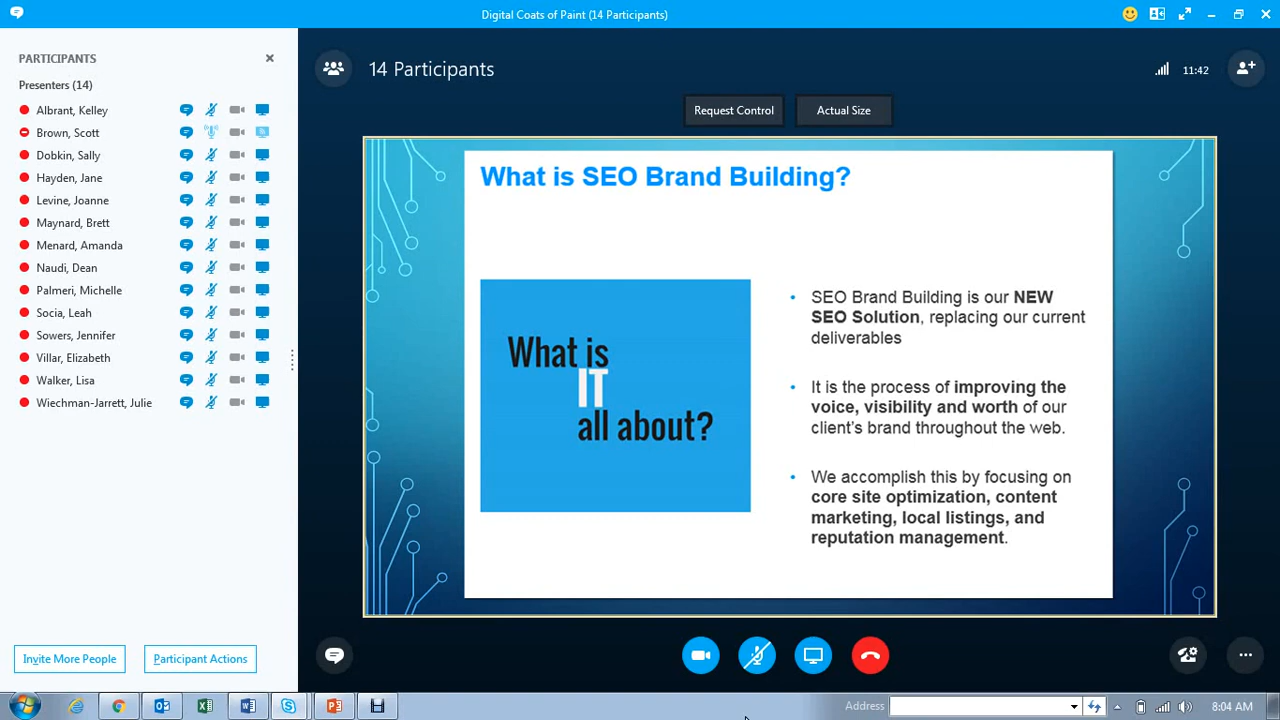 Digital Coats of Paint (14 Participants)
PARTICIPANTS
Presenters (14)
Albrant, Kelley
Brown, Scott
Dobkin, Sally
Hayden, Jane
Levine, Joanne
Maynard, Brett
Menard, Amanda
Naudi, Dean
Palmeri, Michelle
Socia, Leah
Sowers, Jennifer
Villar, Elizabeth
Walker, Lisa
Wiechman-Jarrett, Julie
Invite More People
Participant Actions
14 Participants
11:42
Request Control
Actual Size
What is SEO Brand Building?
What is
IT
all about?
• SEO Brand Building is our NEW
SEO Solution, replacing our current
deliverables
• It is the process of improving the
voice, visibility and worth of our
client's brand throughout the web.
• We accomplish this by focusing on
core site optimization, content
marketing, local listings, and
reputation management.
Address
8:04 AM